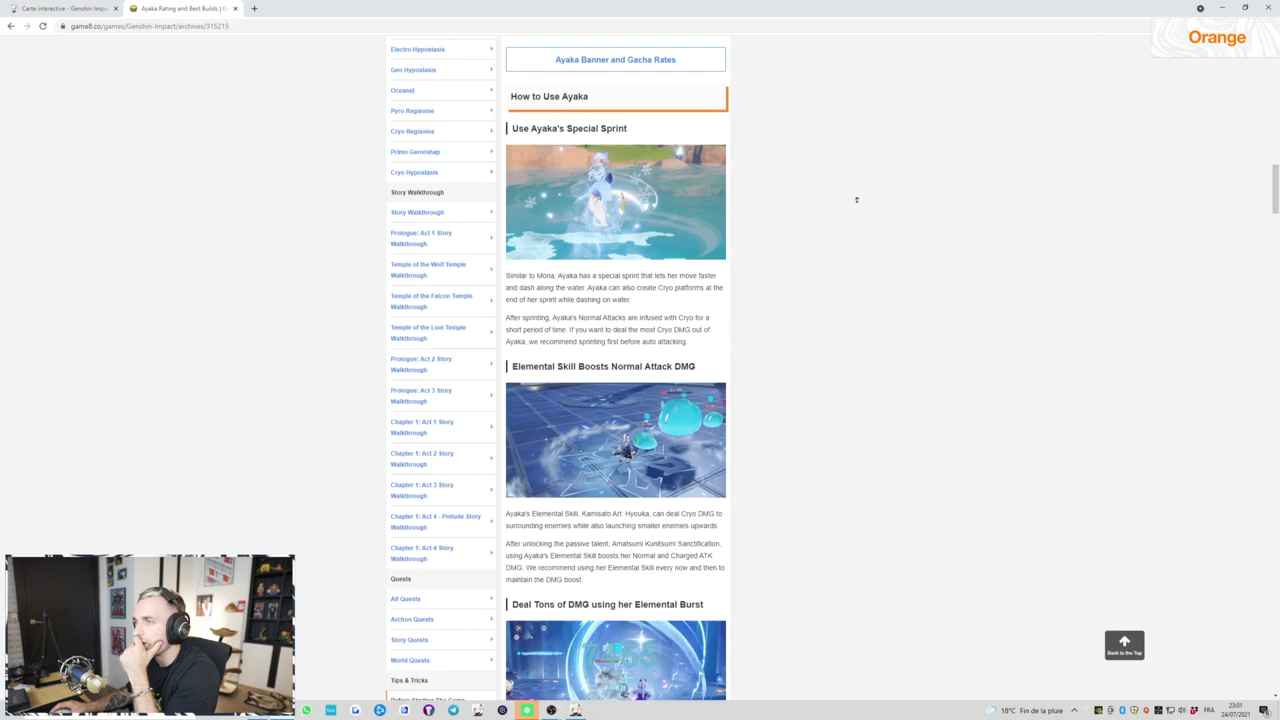 Carte interactive - Genshin Impa
Ayaka Rating and Best Builds | G
game8.co/games/Genshin-Impact/archives/315215
Orange
Electro Hypostasis
Geo Hypostasis
Oceanid
Pyro Regisvine
Cryo Regisvine
Primo Geovishap
Cryo Hypostasis
Story Walkthrough
Story Walkthrough
Prologue: Act 1 Story
Walkthrough
Temple of the Wolf Temple
Walkthrough
Temple of the Falcon Temple
Walkthrough
Temple of the Lion Temple
Walkthrough
Prologue: Act 2 Story
Walkthrough
Prologue: Act 3 Story
Walkthrough
Chapter 1: Act 1 Story
Walkthrough
Chapter 1: Act 2 Story
Walkthrough
Chapter 1: Act 3 Story
Walkthrough
Chapter 1: Act 4 - Prelude Story
Walkthrough
Chapter 1: Act 4 Story
Walkthrough
Quests
All Quests
Archon Quests
Story Quests
World Quests
Tips & Tricks
Before Starting The Game
Ayaka Banner and Gacha Rates
How to Use Ayaka
Use Ayaka's Special Sprint
Similar to Mona, Ayaka has a special sprint that lets her move faster
and dash along the water. Ayaka can also create Cryo platforms at the
end of her sprint while dashing on water.
After sprinting, Ayaka's Normal Attacks are infused with Cryo for a
short period of time. If you want to deal the most Cryo DMG out of
Ayaka, we recommend sprinting first before auto attacking.
Elemental Skill Boosts Normal Attack DMG
Ayaka's Elemental Skill, Kamisato Art: Hyouka, can deal Cryo DMG to
surrounding enemies while also launching smaller enemies upwards.
After unlocking the passive talent, Amatsumi Kunitsumi Sanctification,
using Ayaka's Elemental Skill boosts her Normal and Charged ATK
DMG. We recommend using her Elemental Skill every now and then to
maintain the DMG boost.
Deal Tons of DMG using her Elemental Burst
Back to the Top
18°C Fin de la pluie
FRA
23:01
24/07/2021